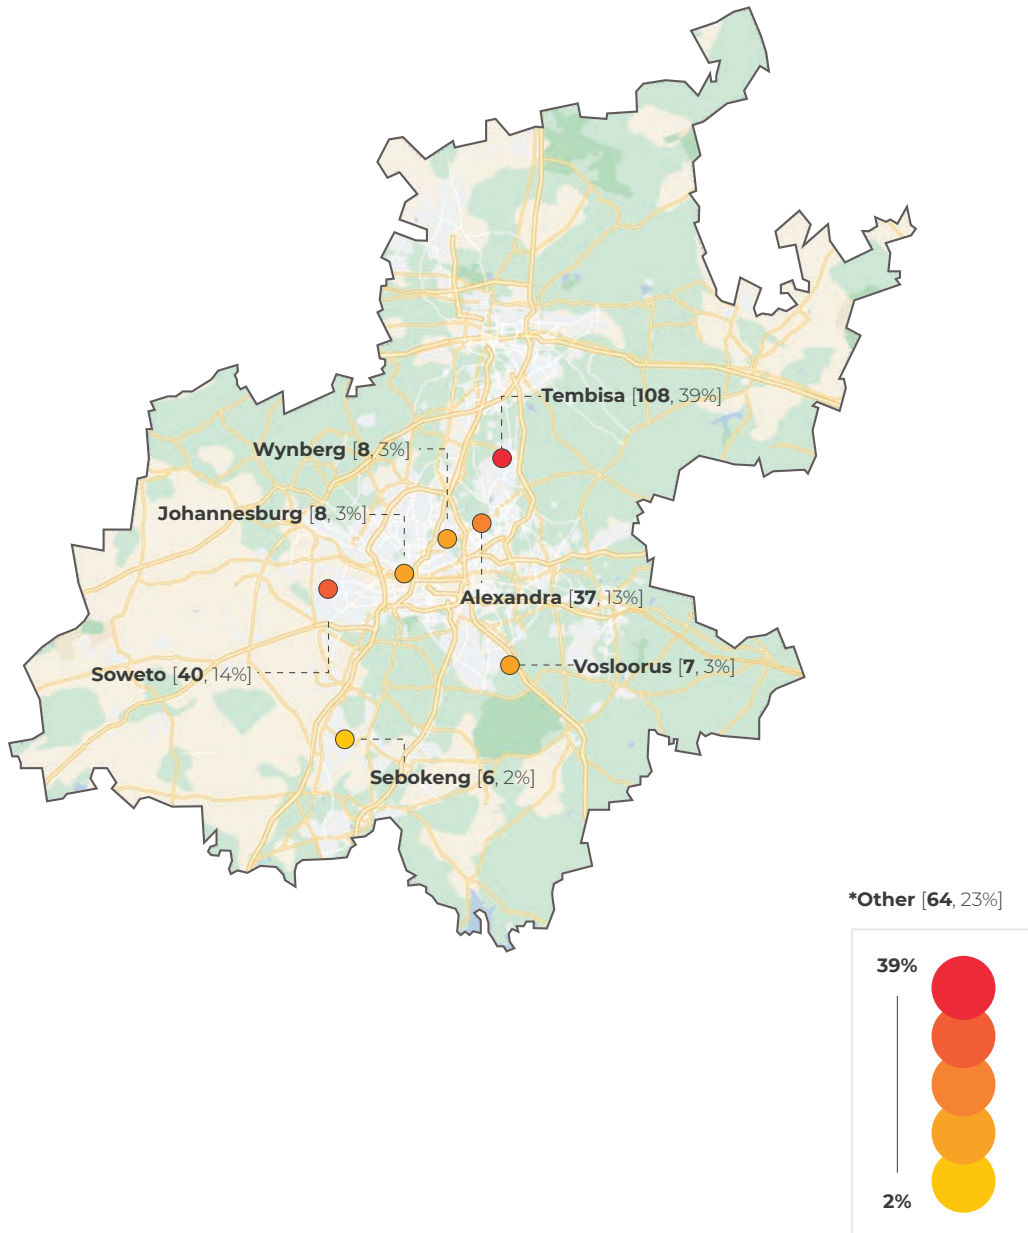 Tembisa [108, 39%]
Wynberg [8, 3%]
Johannesburg [8, 3%]
Alexandra [37, 13%]
Vosloorus [7, 3%]
Soweto [40, 14%]
Sebokeng [6, 2%]
*Other [64, 23%]
39%
2%